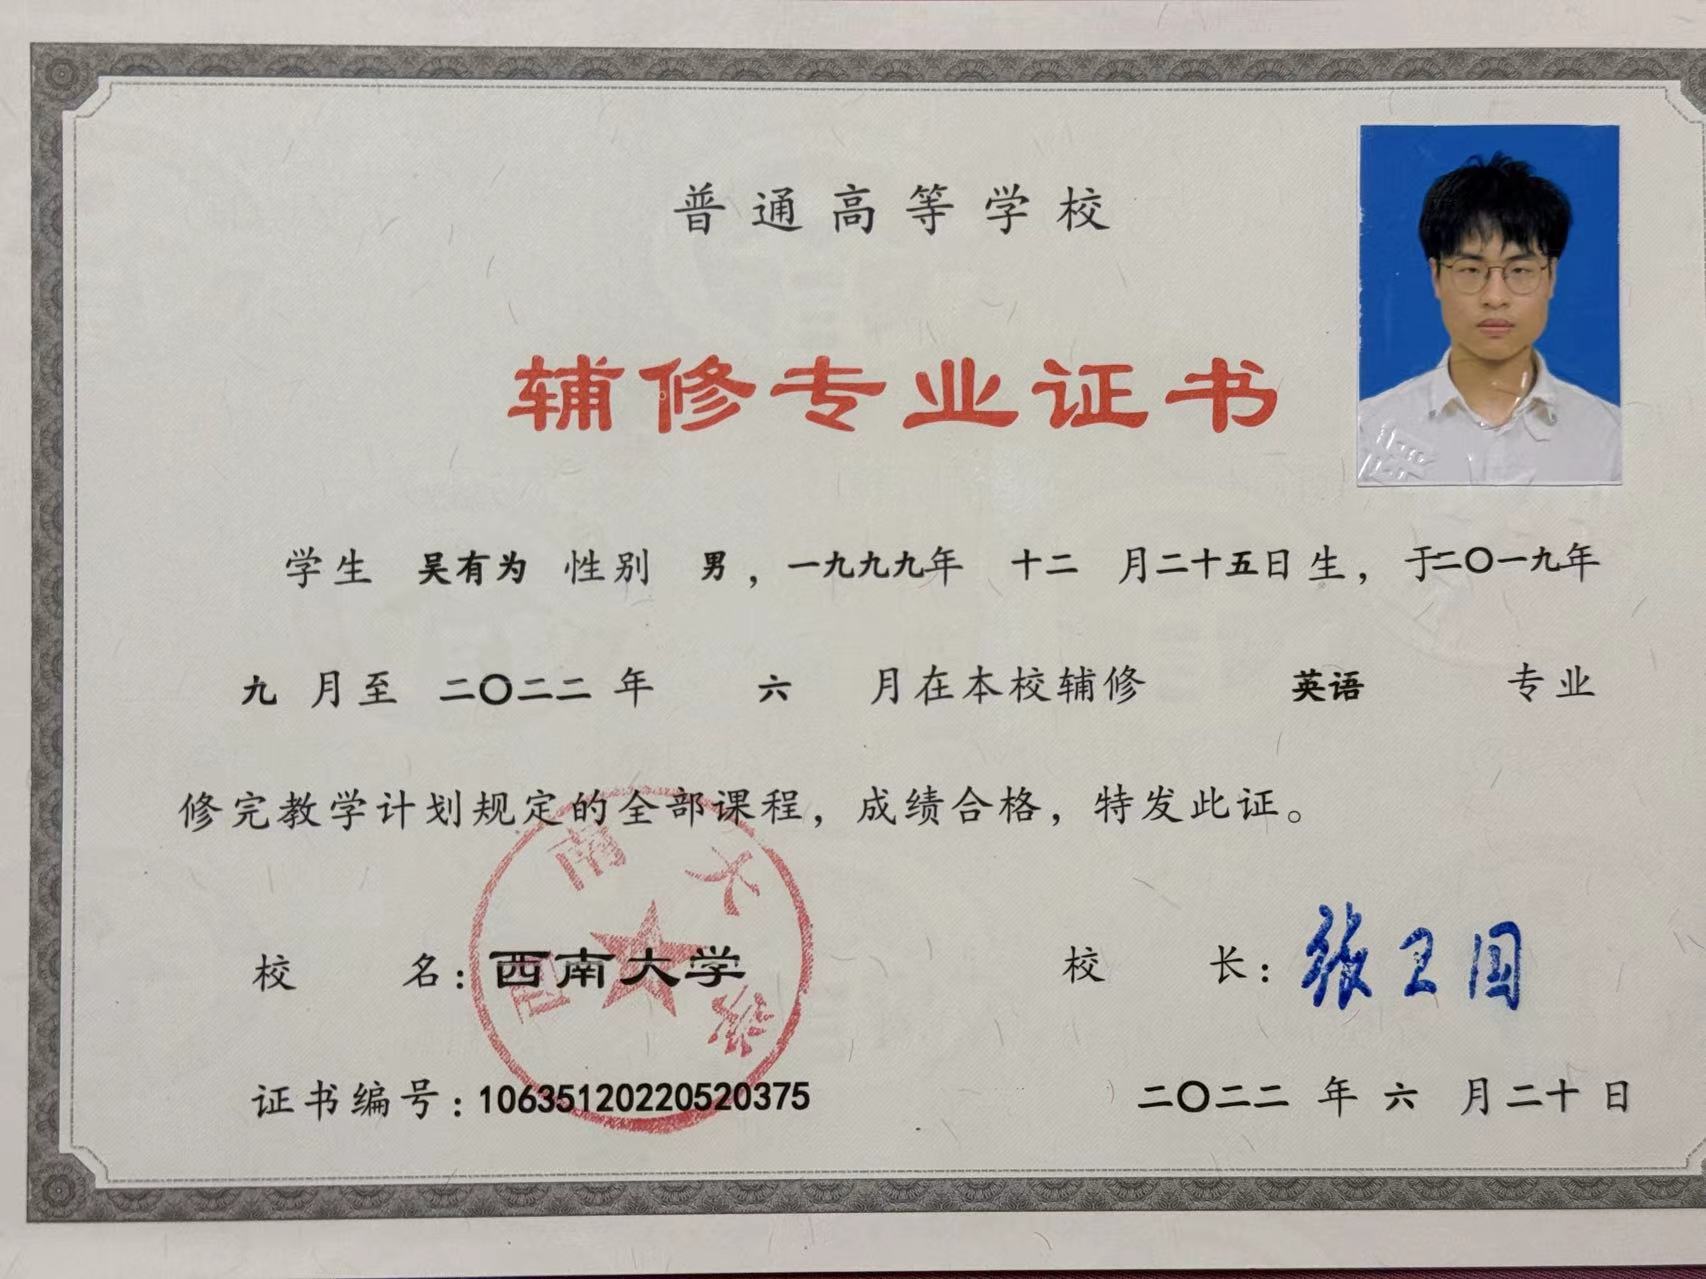 普通高等学校
辅修专业证书
学生 吴有为 性别 男，一九九九年 十二 月二十五日生，于二〇一九年
九 月至 二〇二二 年 六 月在本校辅修 英语 专业
修完教学计划规定的全部课程，成绩合格，特发此证。
校 名：西南大学
西南大学
校 长：张卫国
证书编号：10635120220520375
二〇二二 年 六 月二十日